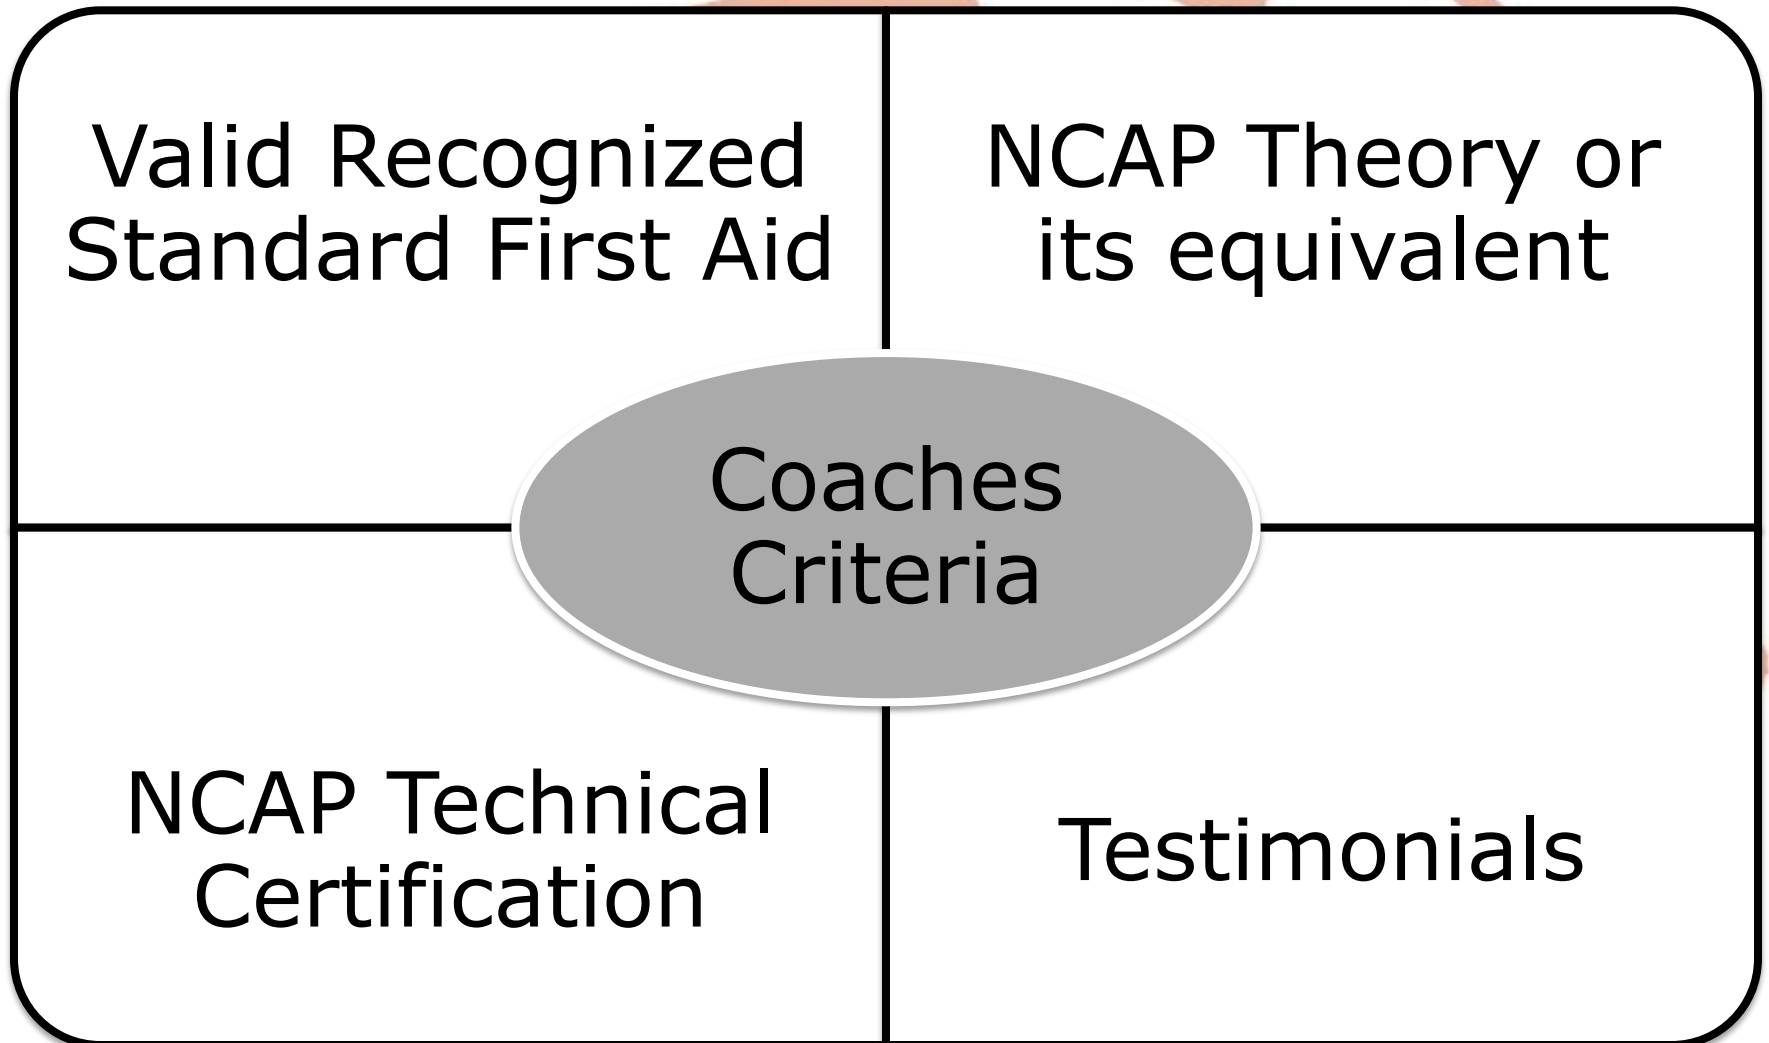 Valid Recognized
Standard First Aid
NCAP Theory or
its equivalent
Coaches
Criteria
NCAP Technical
Certification
Testimonials